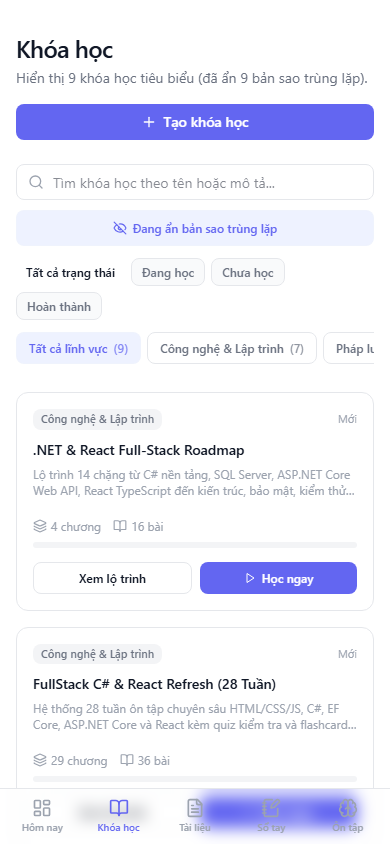 Khóa học
Hiển thị 9 khóa học tiêu biểu (đã ẩn 9 bản sao trùng lặp).
Tạo khóa học
Tìm khóa học theo tên hoặc mô tả...
Đang ẩn bản sao trùng lặp
Tất cả trạng thái Đang học Chưa học
Hoàn thành
Tất cả lĩnh vực (9) Công nghệ & Lập trình (7) Pháp lu
Công nghệ & Lập trình Mới
.NET & React Full-Stack Roadmap
Lộ trình 14 chặng từ C# nền tảng, SQL Server, ASP.NET Core
Web API, React TypeScript đến kiến trúc, bảo mật, kiểm thử...
4 chương 16 bài
Xem lộ trình Học ngay
Công nghệ & Lập trình Mới
FullStack C# & React Refresh (28 Tuần)
Hệ thống 28 tuần ôn tập chuyên sâu HTML/CSS/JS, C#, EF
Core, ASP.NET Core và React kèm quiz kiểm tra và flashcard...
29 chương 36 bài
Hôm nay Khóa học Tài liệu Sổ tay Ôn tập